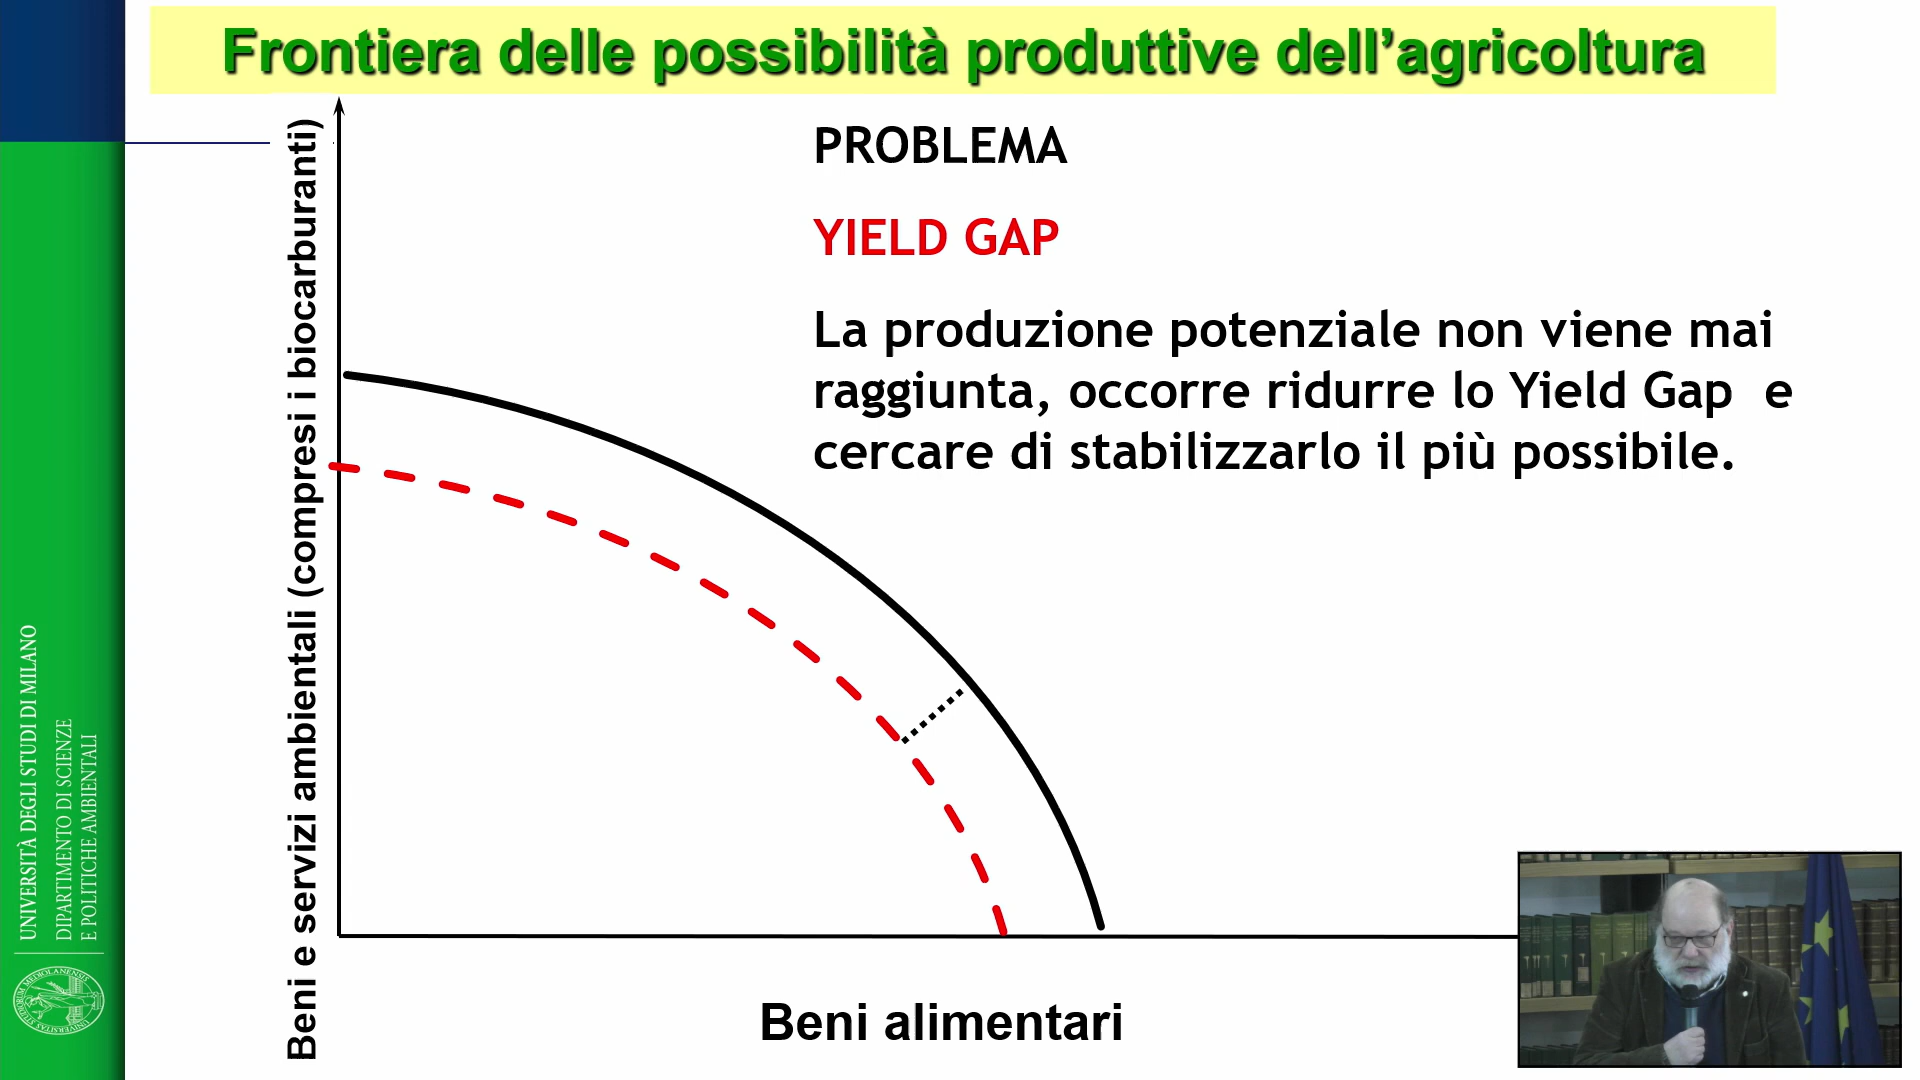 Frontiera delle possibilità produttive dell’agricoltura
PROBLEMA
YIELD GAP
La produzione potenziale non viene mai
raggiunta, occorre ridurre lo Yield Gap e
cercare di stabilizzarlo il più possibile.
Beni e servizi ambientali (compresi i biocarburanti)
Beni alimentari
UNIVERSITÀ DEGLI STUDI DI MILANO
DIPARTIMENTO DI SCIENZE
E POLITICHE AMBIENTALI